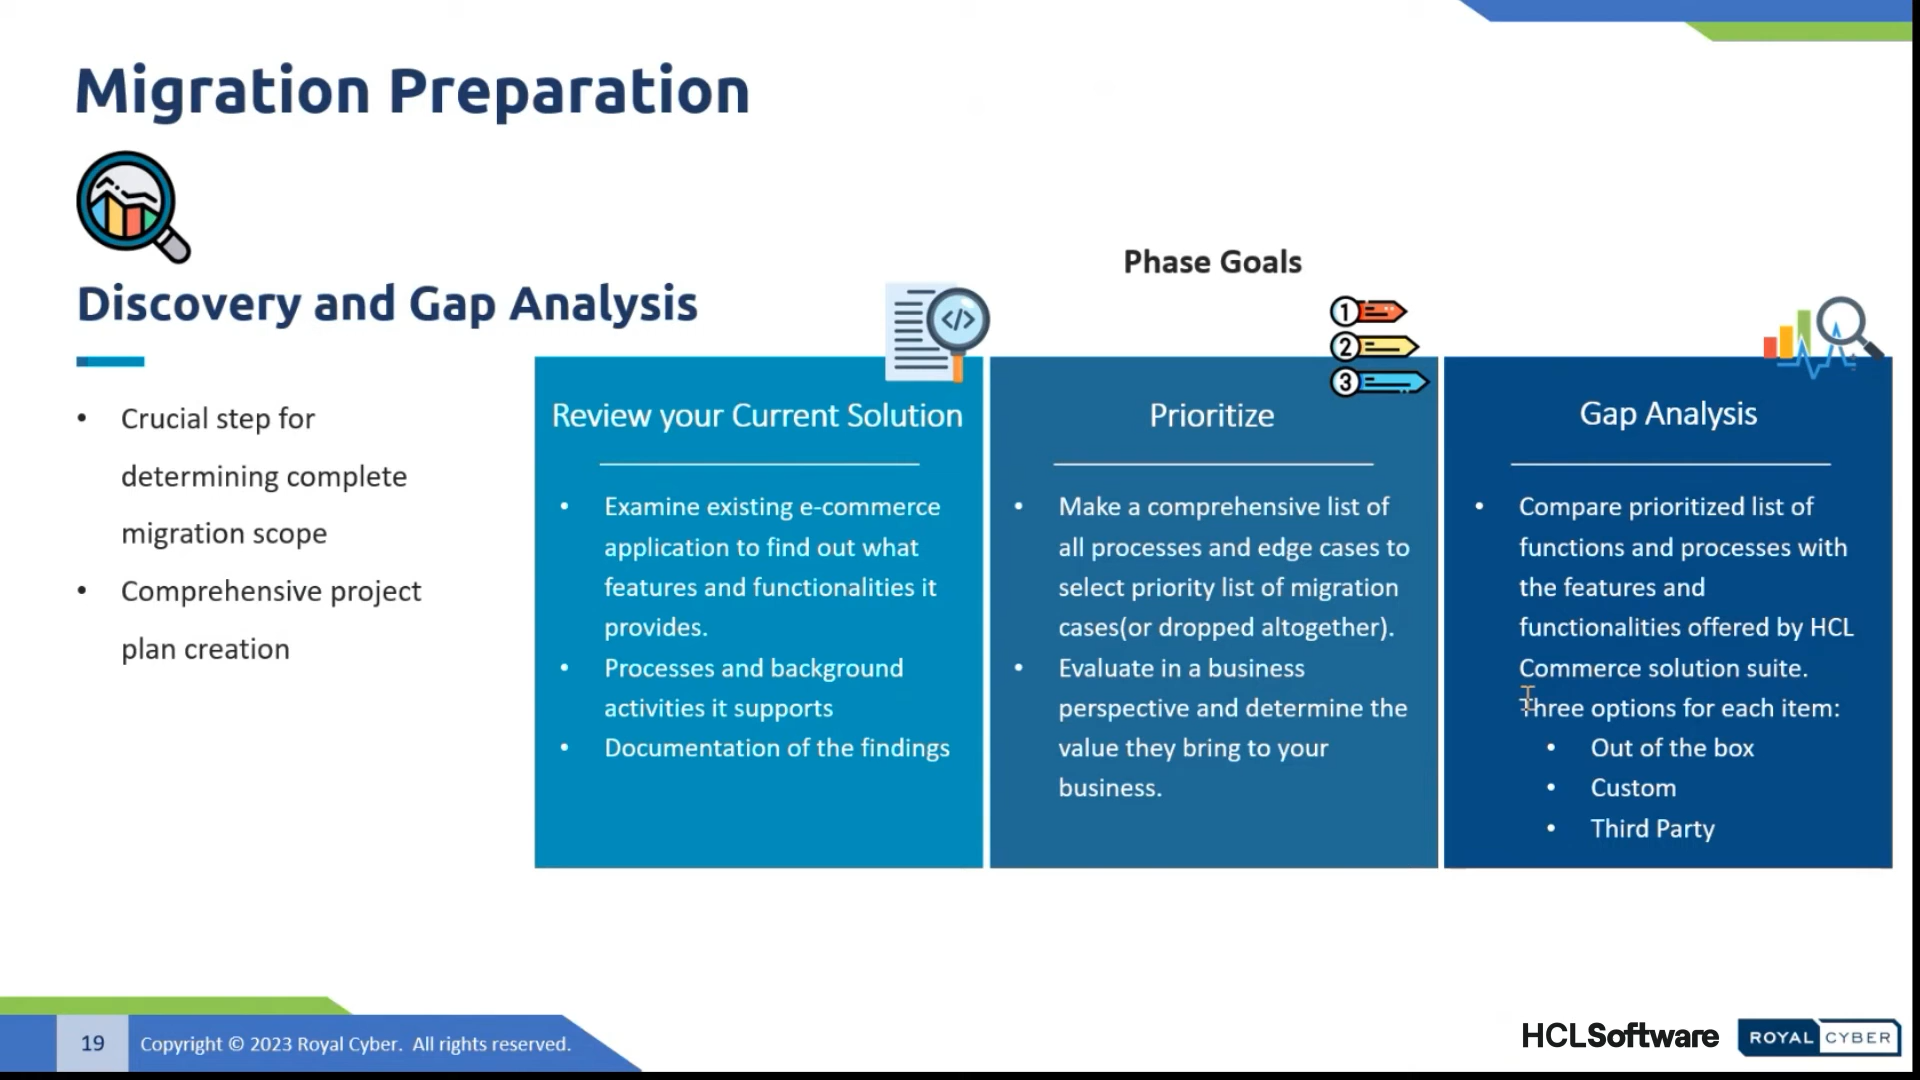 Migration Preparation
Discovery and Gap Analysis
• Crucial step for
determining complete
migration scope
• Comprehensive project
plan creation
Phase Goals
</>
Review your Current Solution
• Examine existing e-commerce
application to find out what
features and functionalities it
provides.
• Processes and background
activities it supports
• Documentation of the findings
1
2
3
Prioritize
• Make a comprehensive list of
all processes and edge cases to
select priority list of migration
cases(or dropped altogether).
• Evaluate in a business
perspective and determine the
value they bring to your
business.
Gap Analysis
• Compare prioritized list of
functions and processes with
the features and
functionalities offered by HCL
Commerce solution suite.
Three options for each item:
• Out of the box
• Custom
• Third Party
19
Copyright © 2023 Royal Cyber. All rights reserved.
HCLSoftware
ROYAL CYBER